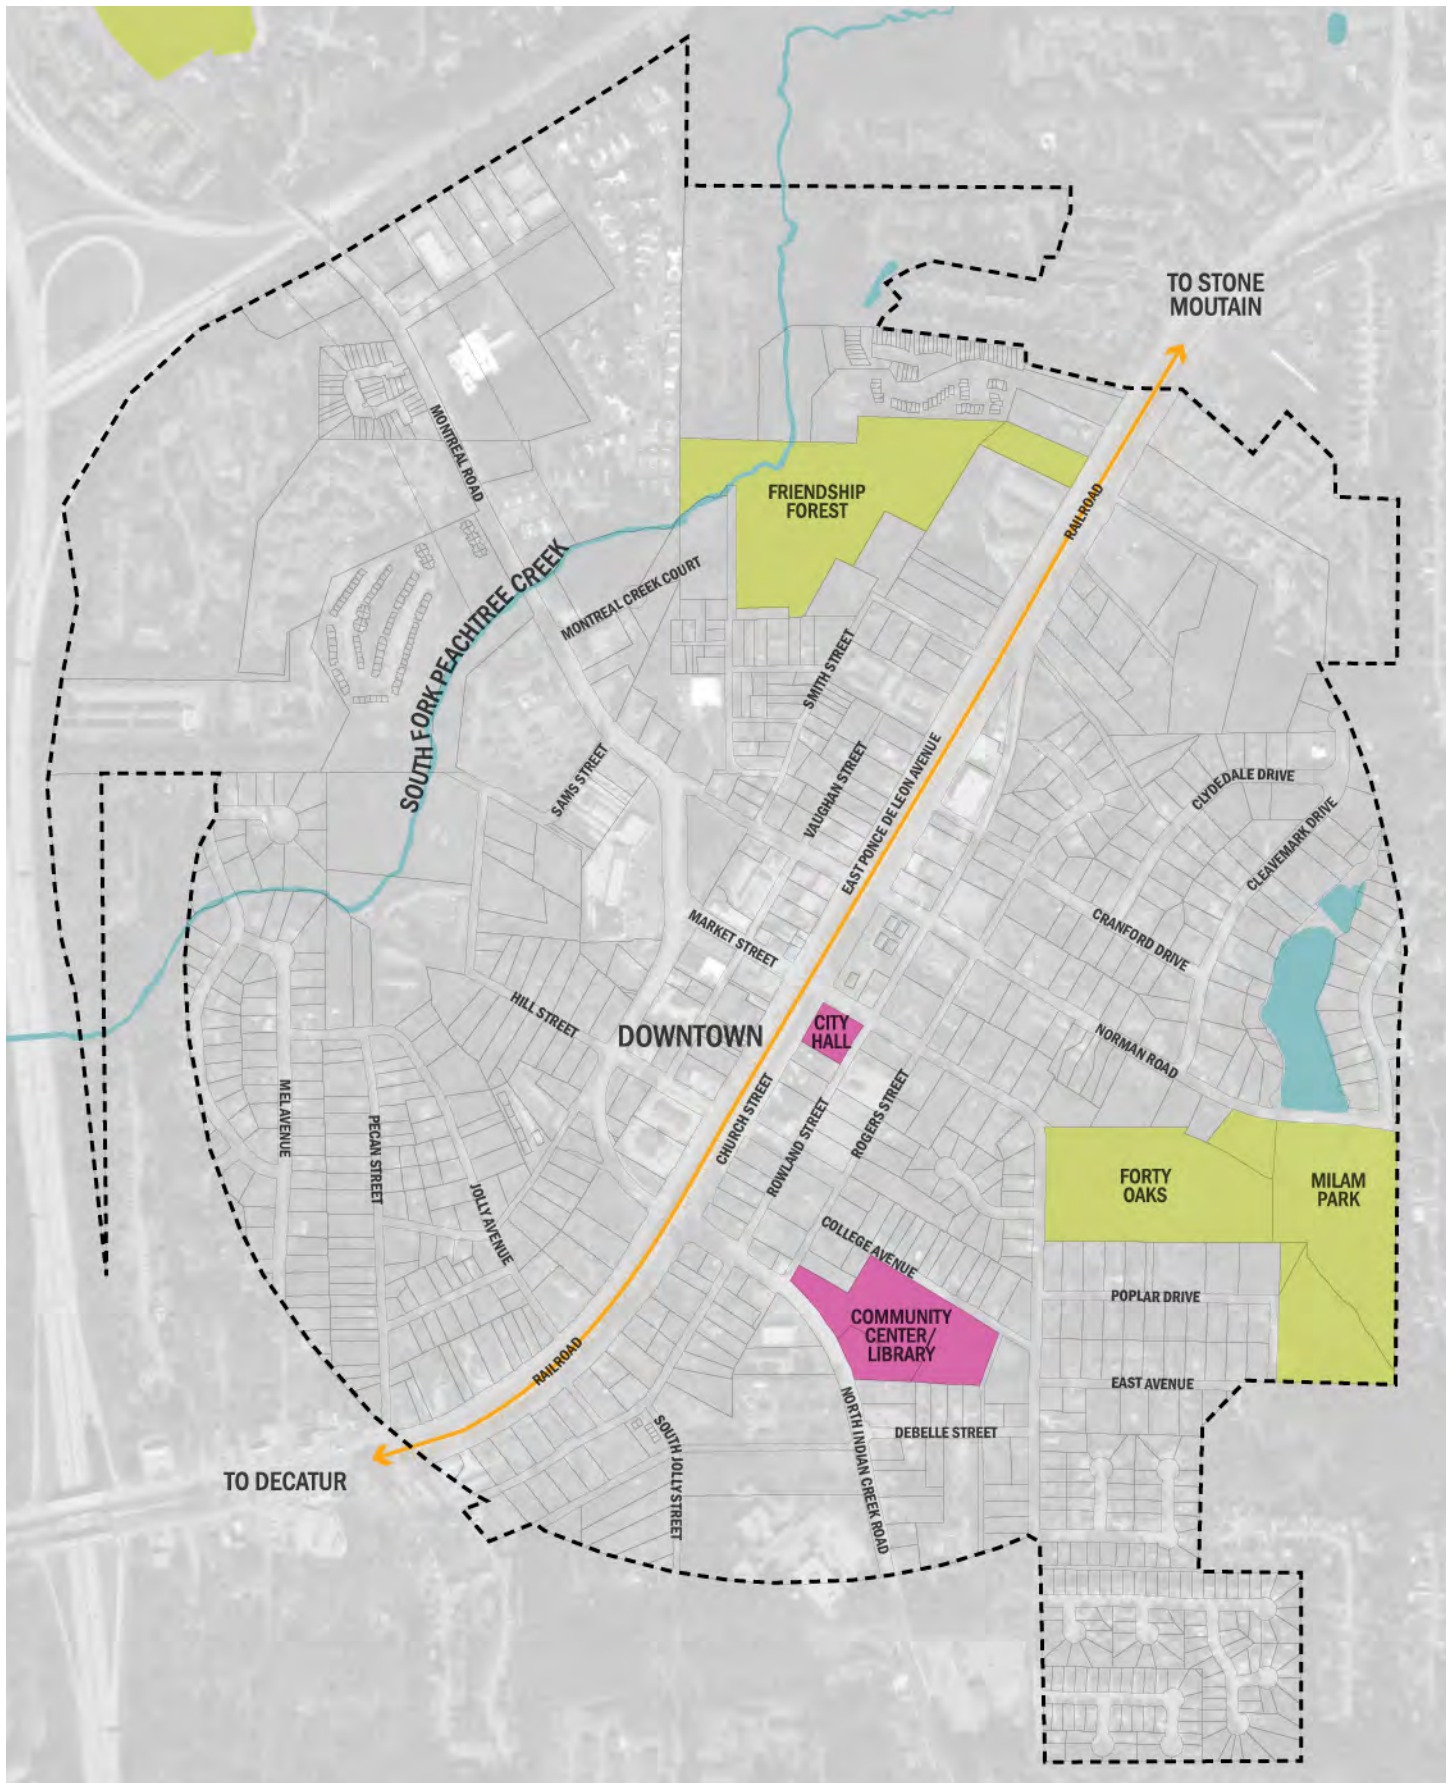 TO STONE
MOUTAIN
MONTREAL ROAD
FRIENDSHIP
FOREST
RAILROAD
SOUTH FORK PEACHTREE CREEK
MONTREAL CREEK COURT
SMITH STREET
SAMS STREET
VAUGHAN STREET
EAST PONCE DE LEON AVENUE
CLYDEDALE DRIVE
CLEAVEMARK DRIVE
MARKET STREET
CRANFORD DRIVE
HILL STREET
DOWNTOWN
CITY
HALL
NORMAN ROAD
MEL AVENUE
PECAN STREET
CHURCH STREET
ROWLAND STREET
ROGERS STREET
JOLLY AVENUE
FORTY
OAKS
MILAM
PARK
COLLEGE AVENUE
POPLAR DRIVE
COMMUNITY
CENTER/
LIBRARY
RAILROAD
EAST AVENUE
SOUTH JOLLY STREET
NORTH INDIAN CREEK ROAD
DEBELLE STREET
TO DECATUR